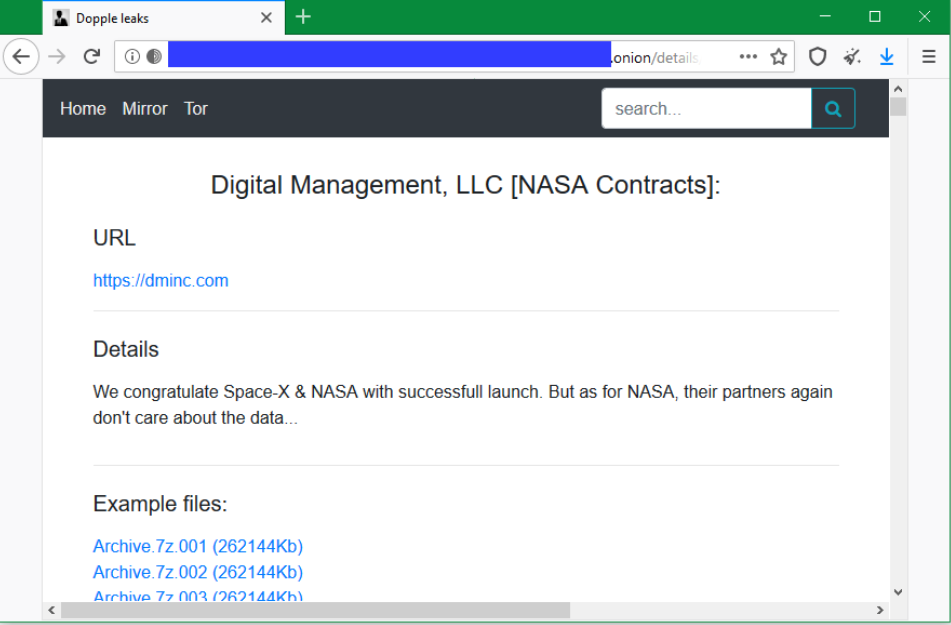 Dopple leaks
.onion/details
Home Mirror Tor
search...
Digital Management, LLC [NASA Contracts]:
URL
https://dminc.com
Details
We congratulate Space-X & NASA with successfull launch. But as for NASA, their partners again
don't care about the data...
Example files:
Archive.7z.001 (262144Kb)
Archive.7z.002 (262144Kb)
Archive.7z.003 (262144Kb)